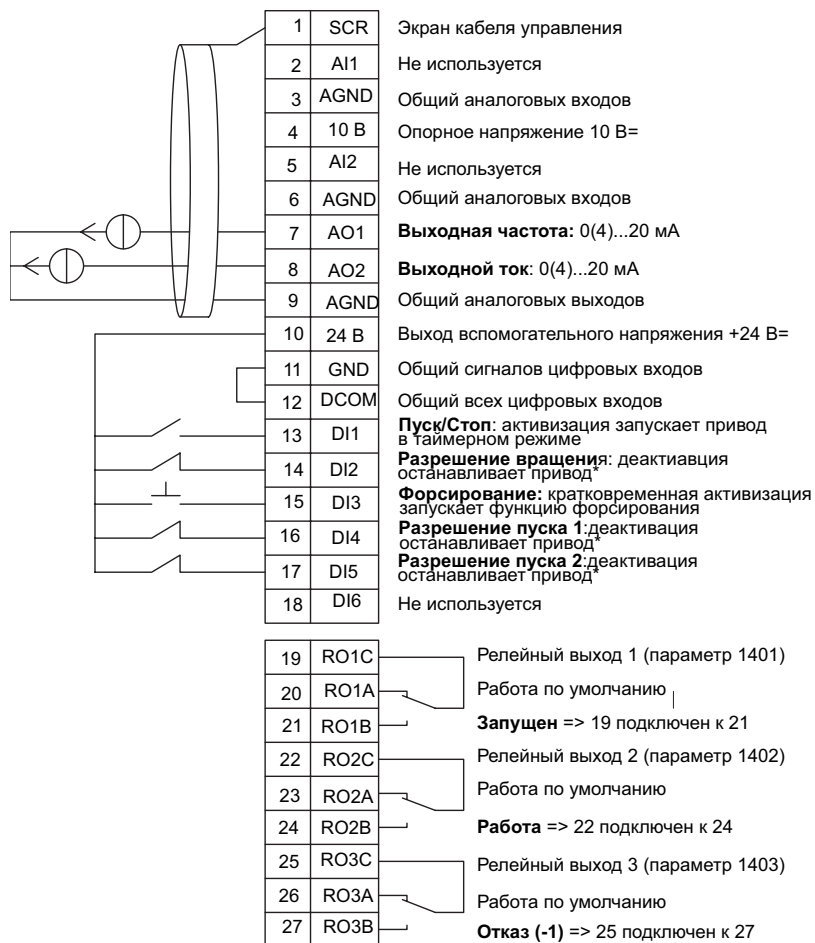 1 SCR Экран кабеля управления
2 AI1 Не используется
3 AGND Общий аналоговых входов
4 10 В Опорное напряжение 10 В=
5 AI2 Не используется
6 AGND Общий аналоговых входов
7 AO1 Выходная частота: 0(4)...20 мА
8 AO2 Выходной ток: 0(4)...20 мА
9 AGND Общий аналоговых выходов
10 24 В Выход вспомогательного напряжения +24 В=
11 GND Общий сигналов цифровых входов
12 DCOM Общий всех цифровых входов
13 DI1 Пуск/Стоп: активизация запускает привод
в таймерном режиме
14 DI2 Разрешение вращения: деактиавция
останавливает привод*
15 DI3 Форсирование: кратковременная активизация
запускает функцию форсирования
16 DI4 Разрешение пуска 1:деактивация
останавливает привод*
17 DI5 Разрешение пуска 2:деактивация
останавливает привод*
18 DI6 Не используется
19 RO1C Релейный выход 1 (параметр 1401)
20 RO1A Работа по умолчанию
21 RO1B Запущен => 19 подключен к 21
22 RO2C Релейный выход 2 (параметр 1402)
23 RO2A Работа по умолчанию
24 RO2B Работа => 22 подключен к 24
25 RO3C Релейный выход 3 (параметр 1403)
26 RO3A Работа по умолчанию
27 RO3B Отказ (-1) => 25 подключен к 27